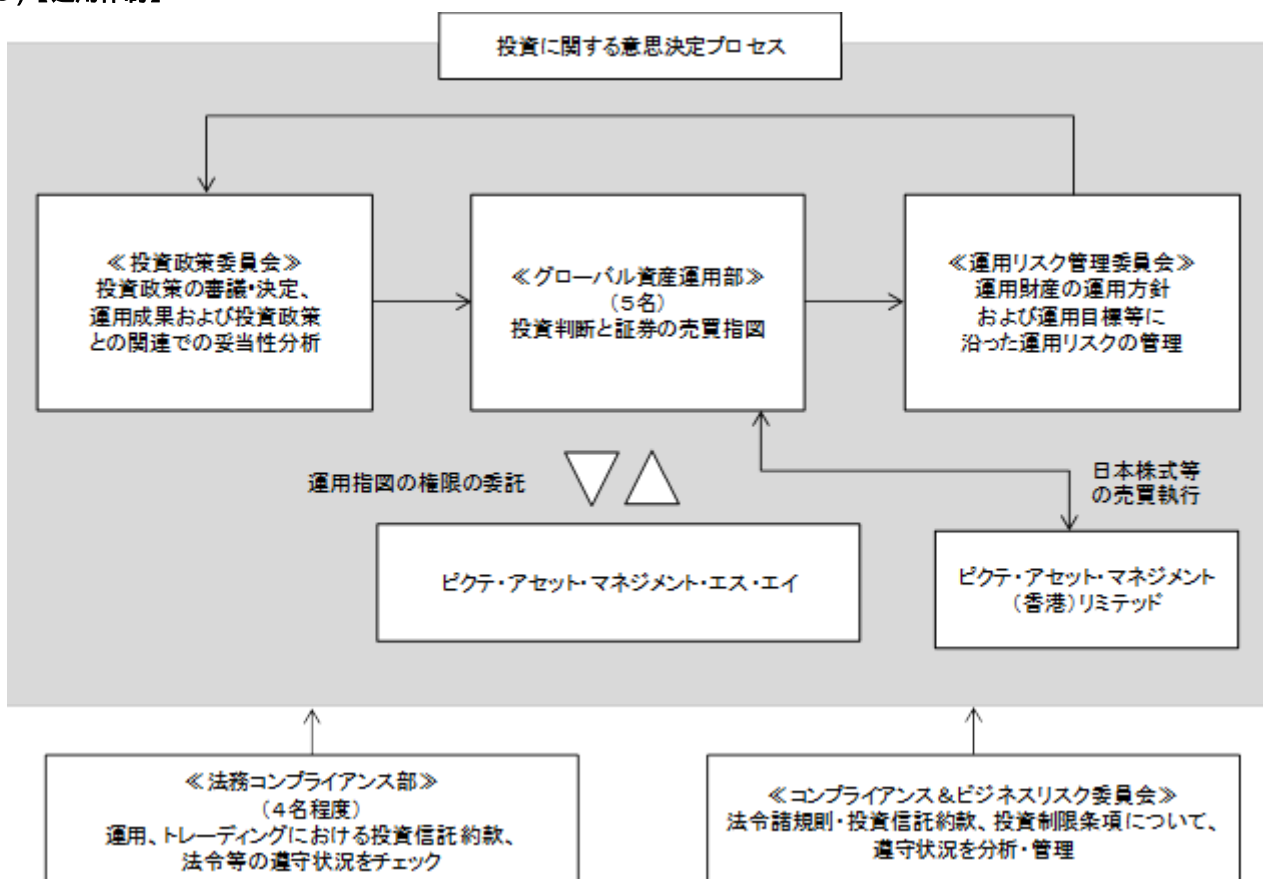 投資に関する意思決定プロセス
≪投資政策委員会≫
投資政策の審議・決定、
運用成果および投資政策
との関連での妥当性分析
≪グローバル資産運用部≫
(5名)
投資判断と証券の売買指図
≪運用リスク管理委員会≫
運用財産の運用方針
および運用目標等に
沿った運用リスクの管理
運用指図の権限の委託
日本株式等
の売買執行
ピクテ・アセット・マネジメント・エス・エイ
ピクテ・アセット・マネジメント
(香港)リミテッド
≪法務コンプライアンス部≫
(4名程度)
運用、トレーディングにおける投資信託約款、
法令等の遵守状況をチェック
≪コンプライアンス&ビジネスリスク委員会≫
法令諸規則・投資信託約款、投資制限条項について、
遵守状況を分析・管理